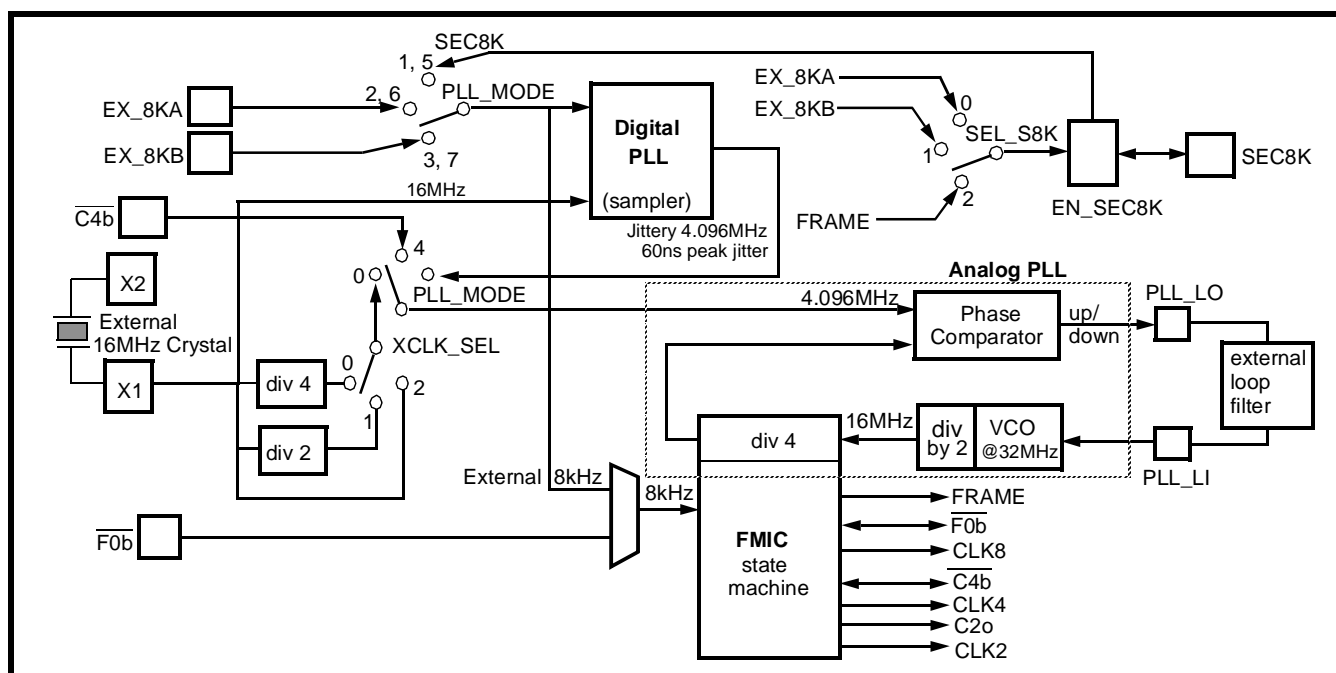 SEC8K
1, 5
EX_8KA
2, 6
PLL_MODE
EX_8KB
3, 7
Digital
PLL
(sampler)
EX_8KA
EX_8KB
0
SEL_S8K
1
2
FRAME
EN_SEC8K
SEC8K
16MHz
C4b
Jittery 4.096MHz
60ns peak jitter
4
0
PLL_MODE
X2
External
16MHz Crystal
X1
XCLK_SEL
div 4
0
2
1
div 2
Analog PLL
4.096MHz
Phase
Comparator
up/
down
PLL_LO
external
loop
filter
PLL_LI
16MHz
div
by 2
VCO
@32MHz
div 4
External 8kHz
8kHz
F0b
FMIC
state
machine
FRAME
F0b
CLK8
C4b
CLK4
C2o
CLK2